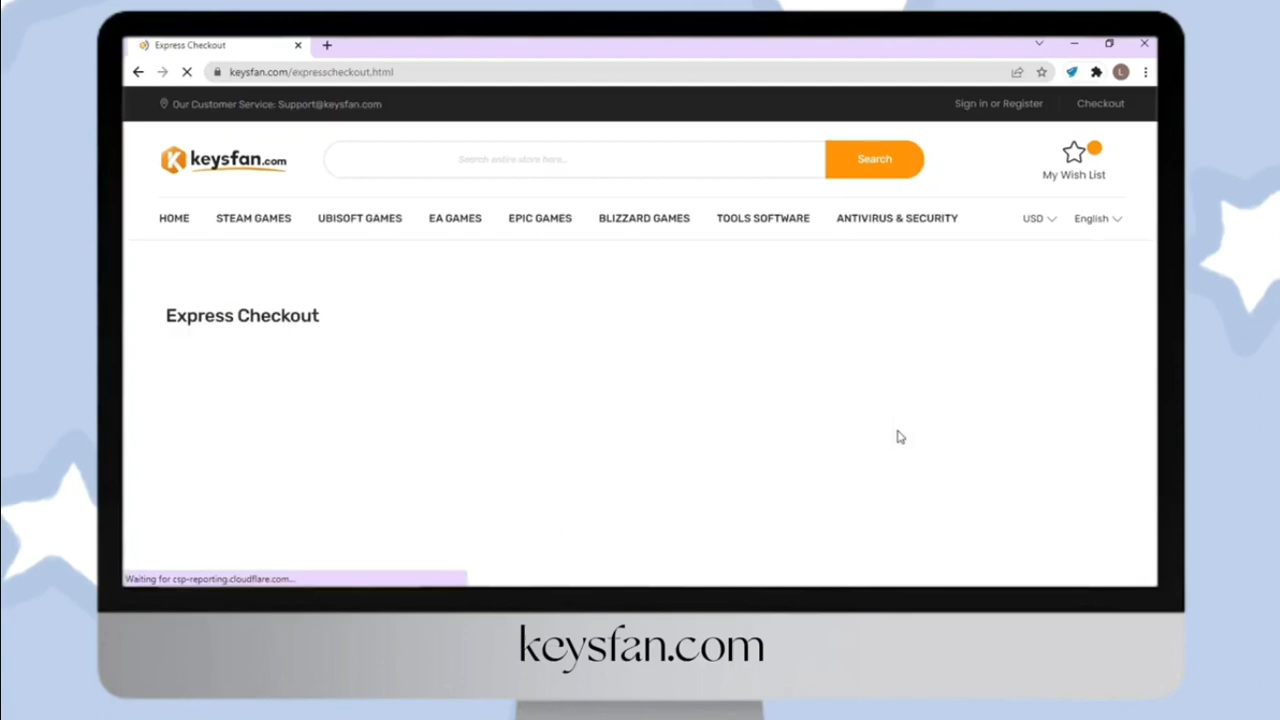 Express Checkout
keysfan.com/expresscheckout.html
Our Customer Service: Support@keysfan.com
Sign in or Register
Checkout
keysfan.com
Search entire store here...
Search
My Wish List
HOME STEAM GAMES UBISOFT GAMES EA GAMES EPIC GAMES BLIZZARD GAMES TOOLS SOFTWARE ANTIVIRUS & SECURITY USD English
Express Checkout
Waiting for csp-reporting.cloudflare.com...
keysfan.com